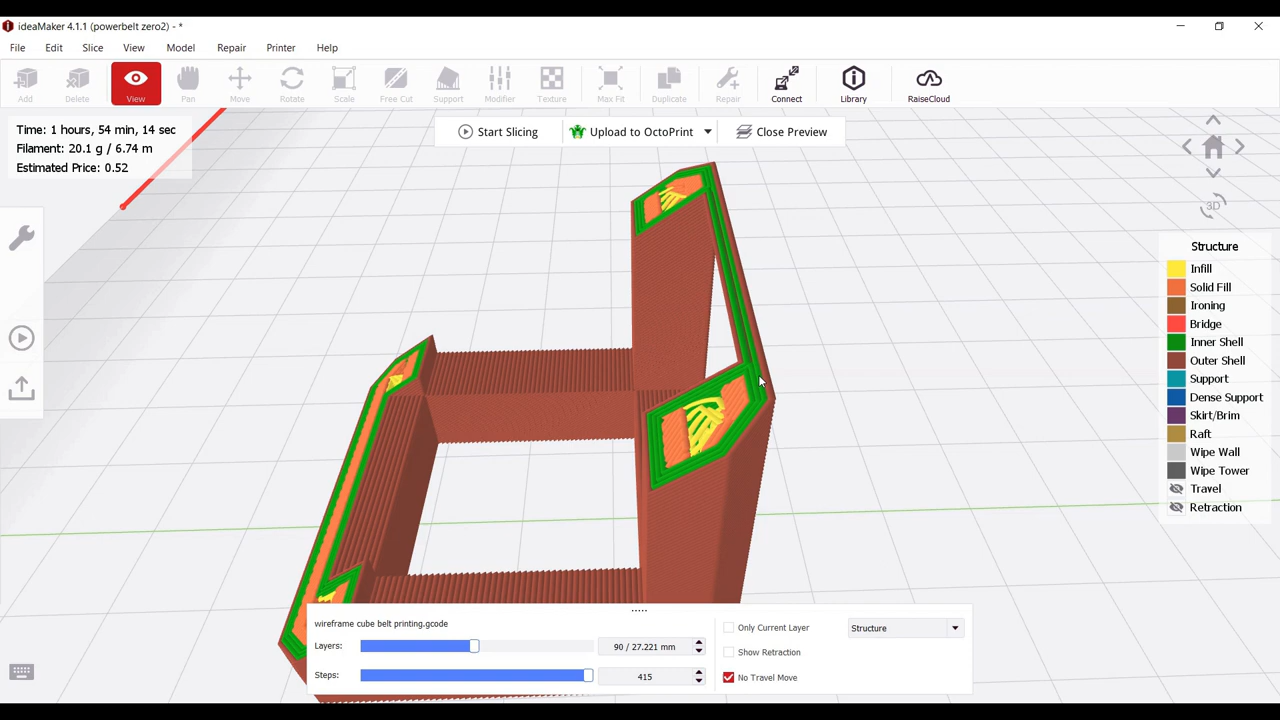 ideaMaker 4.1.1 (powerbelt zero2) - *
File Edit Slice View Model Repair Printer Help
Add Delete View Pan Move Rotate Scale Free Cut Support Modifier Texture Max Fit Duplicate Repair Connect Library RaiseCloud
Time: 1 hours, 54 min, 14 sec
Filament: 20.1 g / 6.74 m
Estimated Price: 0.52
Start Slicing Upload to OctoPrint Close Preview
3D
Structure
Infill
Solid Fill
Ironing
Bridge
Inner Shell
Outer Shell
Support
Dense Support
Skirt/Brim
Raft
Wipe Wall
Wipe Tower
Travel
Retraction
wireframe cube belt printing.gcode
Layers: 90 / 27.221 mm
Steps: 415
Only Current Layer Structure
Show Retraction
No Travel Move